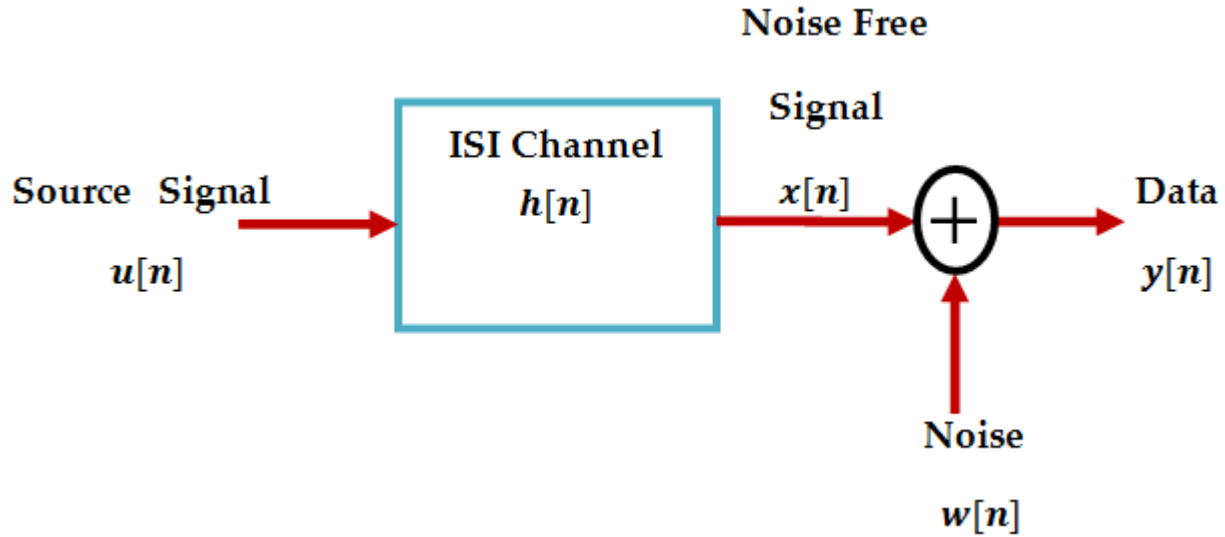 Noise Free
Signal
ISI Channel
h[n]
Source Signal
u[n]
x[n]
+
Data
y[n]
Noise
w[n]